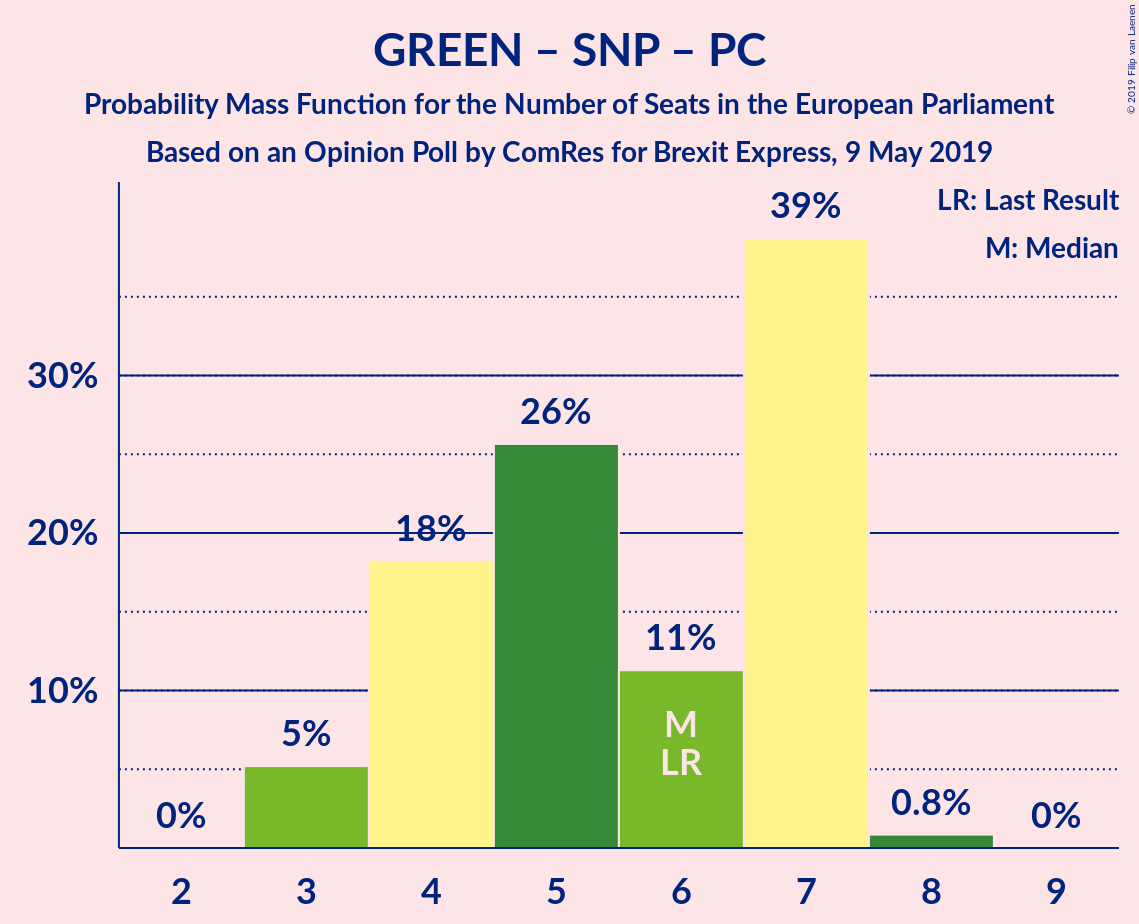 GREEN – SNP – PC
Probability Mass Function for the Number of Seats in the European Parliament
Based on an Opinion Poll by ComRes for Brexit Express, 9 May 2019
© 2019 Filip van Laenen
LR: Last Result
M: Median
39%
30%
26%
20%
18%
11%
10%
M
LR
5%
0.8%
0%
0%
2 3 4 5 6 7 8 9